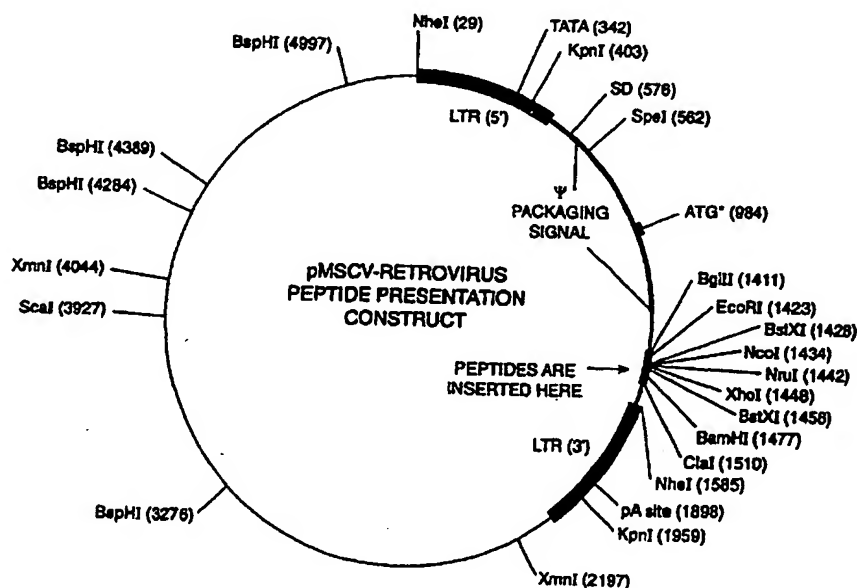 NheI (29)
TATA (342)
KpnI (403)
BspHI (4997)
SD (576)
LTR (5')
SpeI (562)
BspHI (4389)
BspHI (4284)
Ψ
PACKAGING
SIGNAL
ATG* (984)
XmnI (4044)
ScaI (3927)
pMSCV-RETROVIRUS
PEPTIDE PRESENTATION
CONSTRUCT
BglII (1411)
EcoRI (1423)
BstXI (1428)
NcoI (1434)
NruI (1442)
XhoI (1448)
BstXI (1458)
BamHI (1477)
ClaI (1510)
NheI (1585)
PEPTIDES ARE
INSERTED HERE
LTR (3')
pA site (1898)
KpnI (1959)
BspHI (3276)
XmnI (2197)